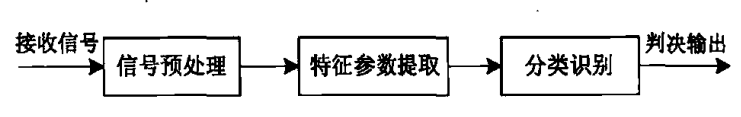 接收信号
信号预处理
特征参数提取
分类识别
判决输出